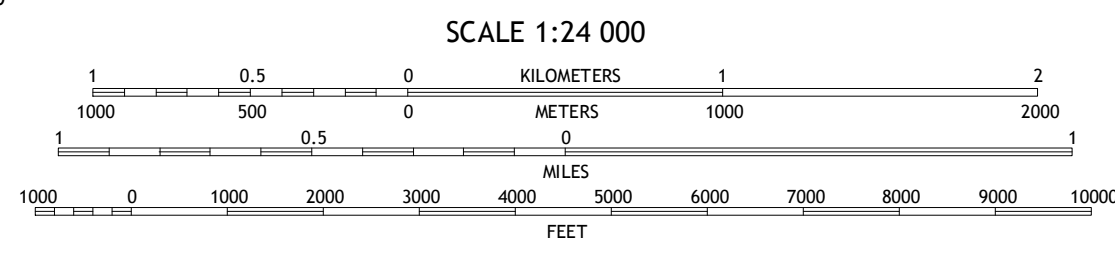 SCALE 1:24 000
1 0.5 0 KILOMETERS 1 2
1000 500 0 METERS 1000 2000
1 0.5 0 1
MILES
1000 0 1000 2000 3000 4000 5000 6000 7000 8000 9000 10000
FEET